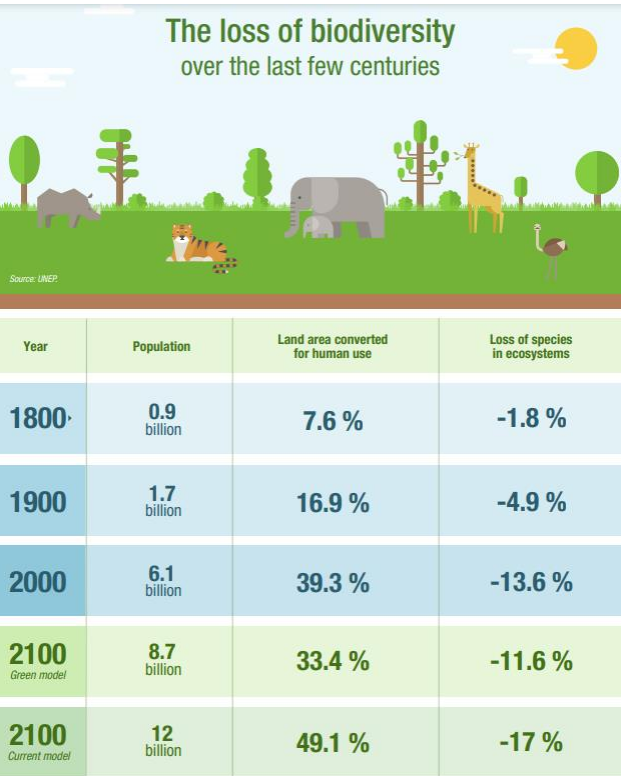 The loss of biodiversity
over the last few centuries
Source: UNEP.
Year
Population
Land area converted
for human use
Loss of species
in ecosystems
1800
0.9
billion
7.6 %
-1.8 %
1900
1.7
billion
16.9 %
-4.9 %
2000
6.1
billion
39.3 %
-13.6 %
2100
Green model
8.7
billion
33.4 %
-11.6 %
2100
Current model
12
billion
49.1 %
-17 %